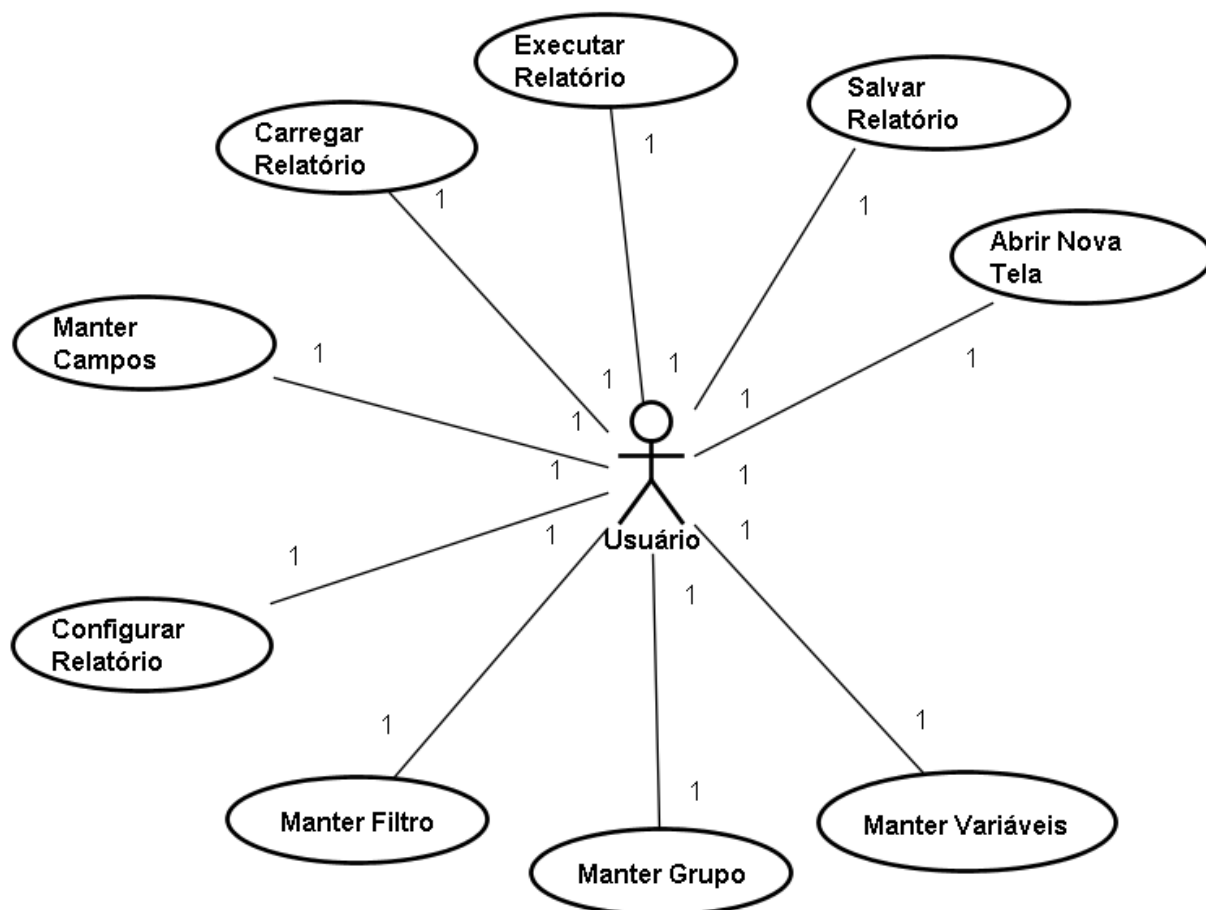 Executar
Relatório
Salvar
Relatório
Carregar
Relatório
1
1
1
Abrir Nova
Tela
Manter
Campos
1
1
1
1
1
1
1
1
1
Usuário
1
1
1
1
Configurar
Relatório
1
1
1
Manter Filtro
Manter Grupo
Manter Variáveis